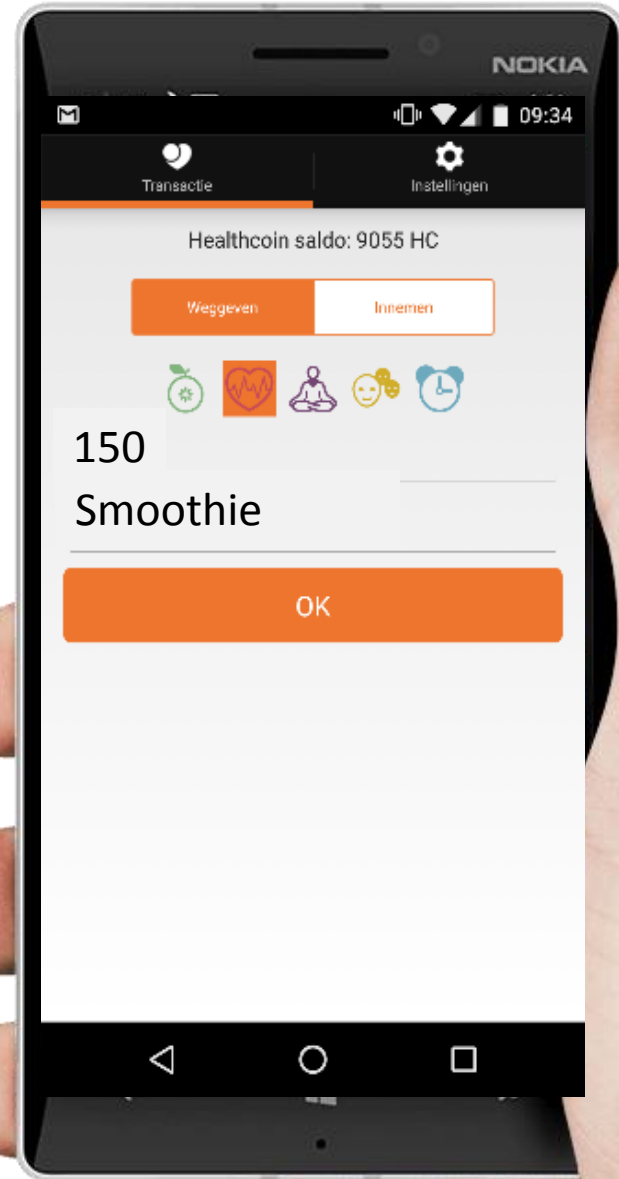 NOKIA
09:34
Transactie
Instellingen
Healthcoin saldo: 9055 HC
Weggeven
Innemen
150
Smoothie
OK